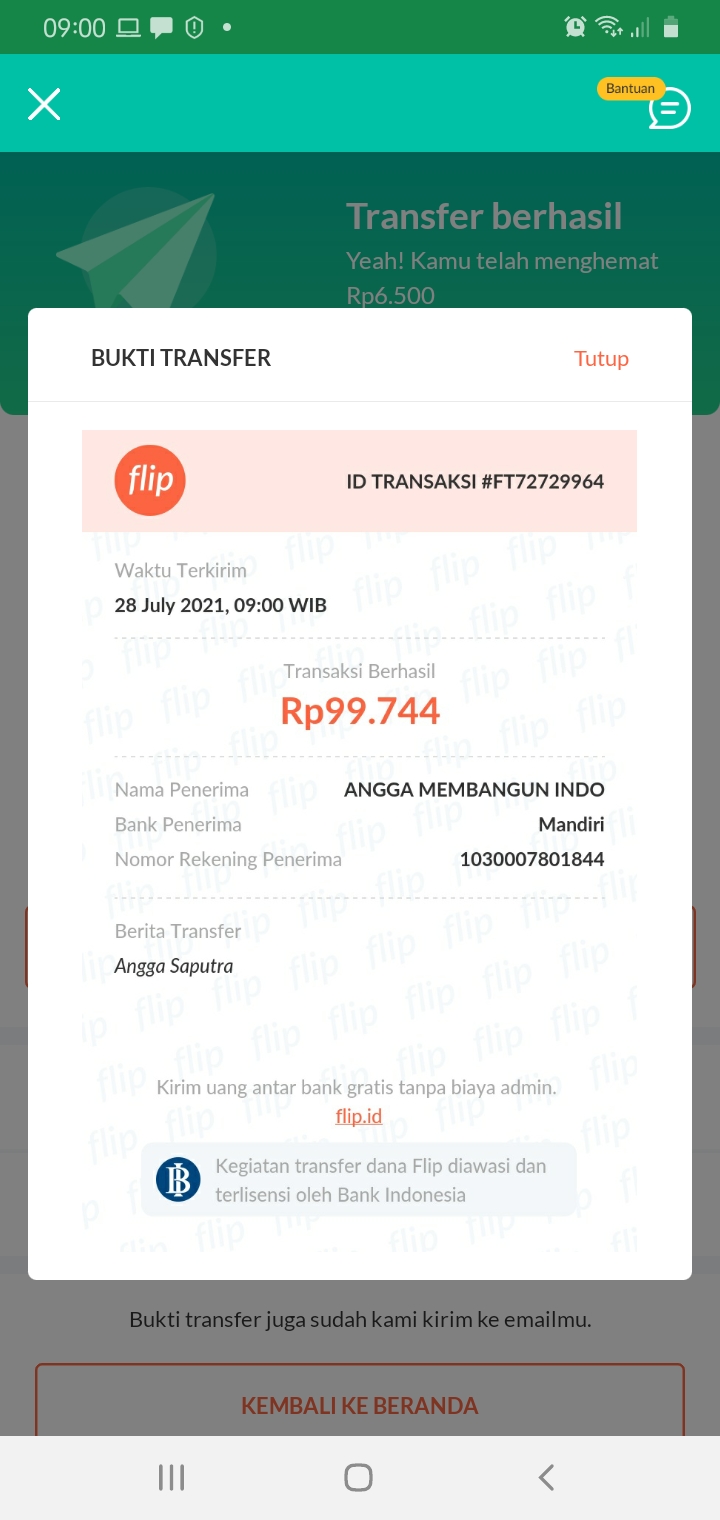 09:00
Bantuan
Transfer berhasil
Yeah! Kamu telah menghemat
Rp6.500
BUKTI TRANSFER
Tutup
flip
ID TRANSAKSI #FT72729964
Waktu Terkirim
28 July 2021, 09:00 WIB
Transaksi Berhasil
Rp99.744
Nama Penerima ANGGA MEMBANGUN INDO
Bank Penerima Mandiri
Nomor Rekening Penerima 1030007801844
Berita Transfer
Angga Saputra
Kirim uang antar bank gratis tanpa biaya admin.
flip.id
Kegiatan transfer dana Flip diawasi dan
terlisensi oleh Bank Indonesia
Bukti transfer juga sudah kami kirim ke emailmu.
KEMBALI KE BERANDA